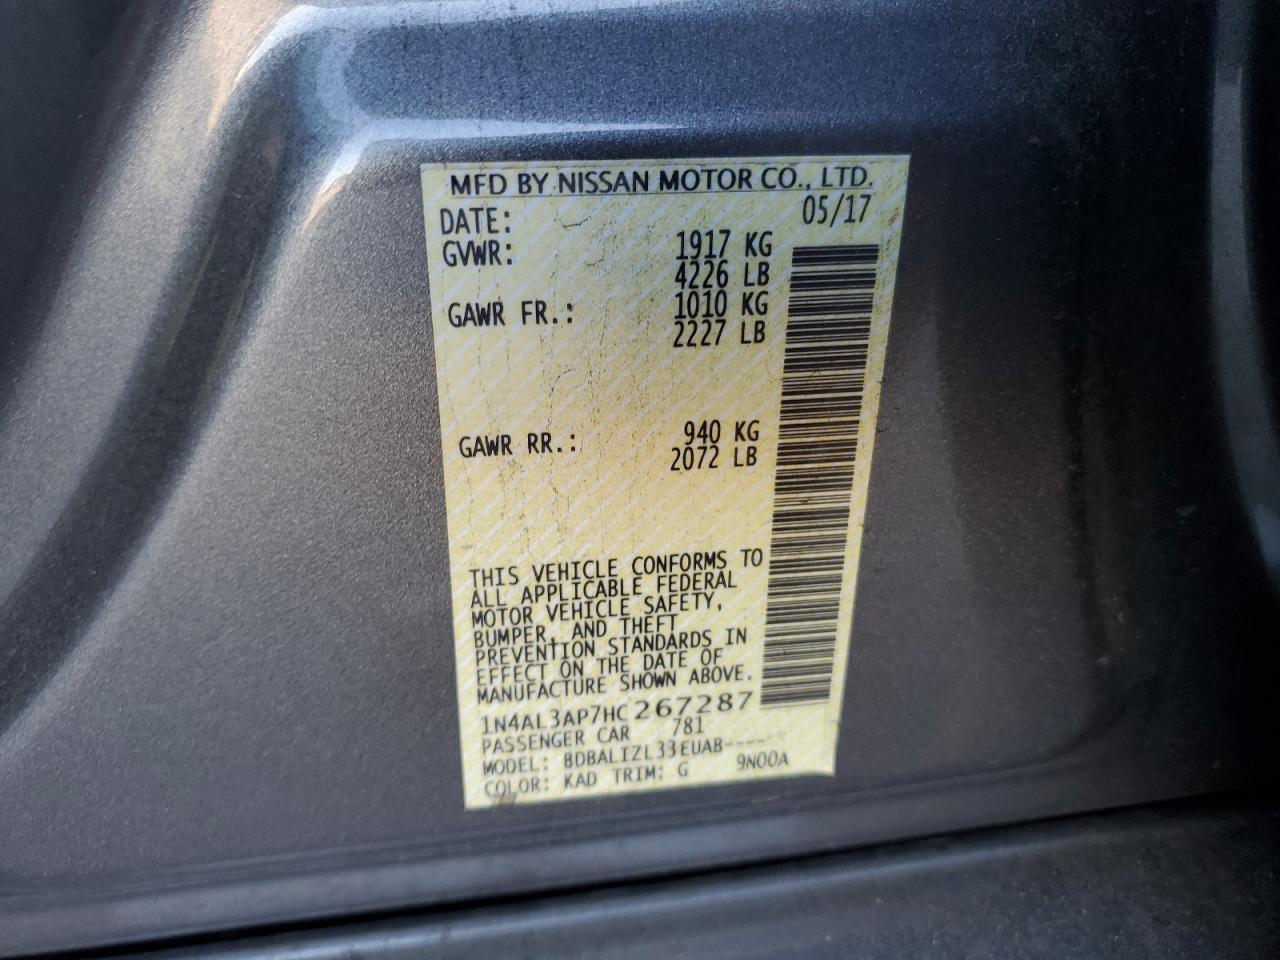 MFD BY NISSAN MOTOR CO., LTD.
DATE: 05/17
GVWR: 1917 KG
4226 LB
GAWR FR.: 1010 KG
2227 LB
GAWR RR.: 940 KG
2072 LB
THIS VEHICLE CONFORMS TO
ALL APPLICABLE FEDERAL
MOTOR VEHICLE SAFETY,
BUMPER, AND THEFT
PREVENTION STANDARDS IN
EFFECT ON THE DATE OF
MANUFACTURE SHOWN ABOVE.
1N4AL3AP7HC267287
PASSENGER CAR 781
MODEL: BDBALIZL33EUAB------
COLOR: KAD TRIM: G 9N00A